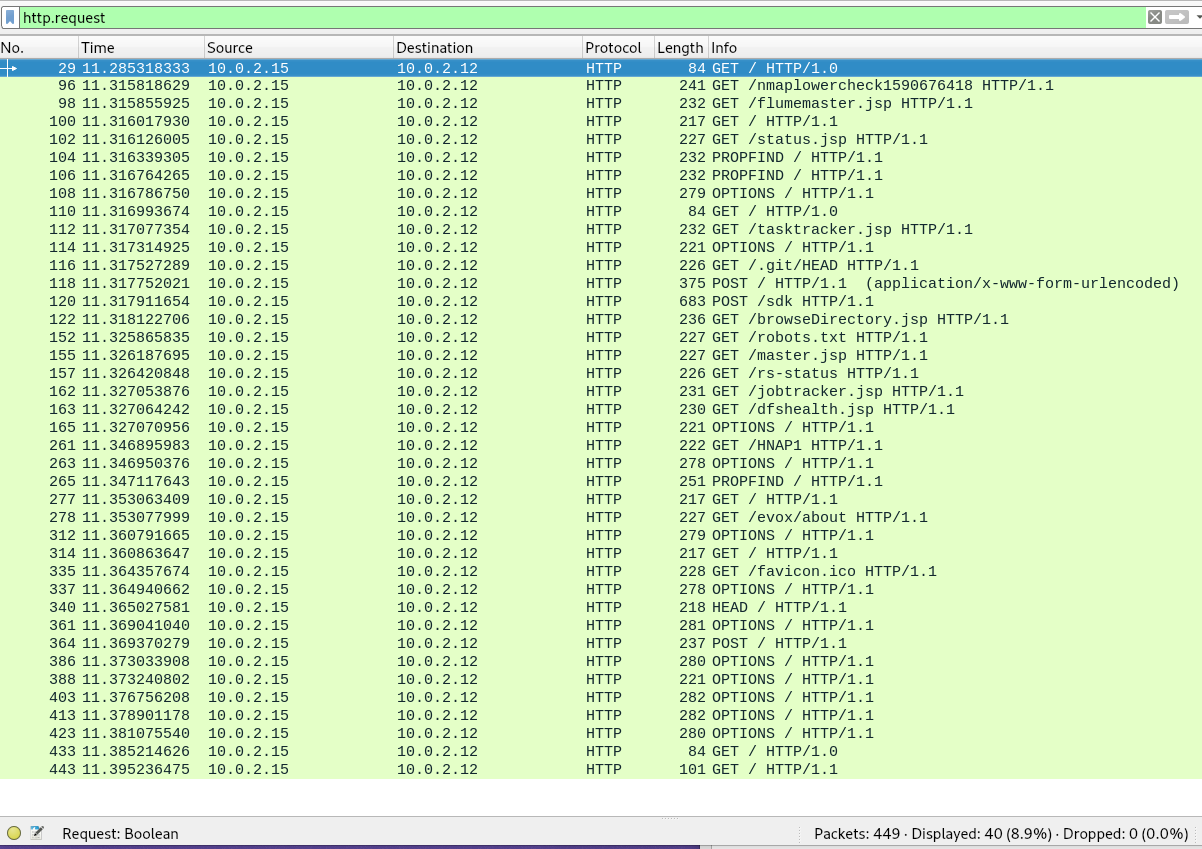 http.request
No. Time Source Destination Protocol Length Info
29 11.285318333 10.0.2.15 10.0.2.12 HTTP 84 GET / HTTP/1.0
96 11.315818629 10.0.2.15 10.0.2.12 HTTP 241 GET /nmaplowercheck1590676418 HTTP/1.1
98 11.315855925 10.0.2.15 10.0.2.12 HTTP 232 GET /flumemaster.jsp HTTP/1.1
100 11.316017930 10.0.2.15 10.0.2.12 HTTP 217 GET / HTTP/1.1
102 11.316126005 10.0.2.15 10.0.2.12 HTTP 227 GET /status.jsp HTTP/1.1
104 11.316339305 10.0.2.15 10.0.2.12 HTTP 232 PROPFIND / HTTP/1.1
106 11.316764265 10.0.2.15 10.0.2.12 HTTP 232 PROPFIND / HTTP/1.1
108 11.316786750 10.0.2.15 10.0.2.12 HTTP 279 OPTIONS / HTTP/1.1
110 11.316993674 10.0.2.15 10.0.2.12 HTTP 84 GET / HTTP/1.0
112 11.317077354 10.0.2.15 10.0.2.12 HTTP 232 GET /tasktracker.jsp HTTP/1.1
114 11.317314925 10.0.2.15 10.0.2.12 HTTP 221 OPTIONS / HTTP/1.1
116 11.317527289 10.0.2.15 10.0.2.12 HTTP 226 GET /.git/HEAD HTTP/1.1
118 11.317752021 10.0.2.15 10.0.2.12 HTTP 375 POST / HTTP/1.1 (application/x-www-form-urlencoded)
120 11.317911654 10.0.2.15 10.0.2.12 HTTP 683 POST /sdk HTTP/1.1
122 11.318122706 10.0.2.15 10.0.2.12 HTTP 236 GET /browseDirectory.jsp HTTP/1.1
152 11.325865835 10.0.2.15 10.0.2.12 HTTP 227 GET /robots.txt HTTP/1.1
155 11.326187695 10.0.2.15 10.0.2.12 HTTP 227 GET /master.jsp HTTP/1.1
157 11.326420848 10.0.2.15 10.0.2.12 HTTP 226 GET /rs-status HTTP/1.1
162 11.327053876 10.0.2.15 10.0.2.12 HTTP 231 GET /jobtracker.jsp HTTP/1.1
163 11.327064242 10.0.2.15 10.0.2.12 HTTP 230 GET /dfshealth.jsp HTTP/1.1
165 11.327070956 10.0.2.15 10.0.2.12 HTTP 221 OPTIONS / HTTP/1.1
261 11.346895983 10.0.2.15 10.0.2.12 HTTP 222 GET /HNAP1 HTTP/1.1
263 11.346950376 10.0.2.15 10.0.2.12 HTTP 278 OPTIONS / HTTP/1.1
265 11.347117643 10.0.2.15 10.0.2.12 HTTP 251 PROPFIND / HTTP/1.1
277 11.353063409 10.0.2.15 10.0.2.12 HTTP 217 GET / HTTP/1.1
278 11.353077999 10.0.2.15 10.0.2.12 HTTP 227 GET /evox/about HTTP/1.1
312 11.360791665 10.0.2.15 10.0.2.12 HTTP 279 OPTIONS / HTTP/1.1
314 11.360863647 10.0.2.15 10.0.2.12 HTTP 217 GET / HTTP/1.1
335 11.364357674 10.0.2.15 10.0.2.12 HTTP 228 GET /favicon.ico HTTP/1.1
337 11.364940662 10.0.2.15 10.0.2.12 HTTP 278 OPTIONS / HTTP/1.1
340 11.365027581 10.0.2.15 10.0.2.12 HTTP 218 HEAD / HTTP/1.1
361 11.369041040 10.0.2.15 10.0.2.12 HTTP 281 OPTIONS / HTTP/1.1
364 11.369370279 10.0.2.15 10.0.2.12 HTTP 237 POST / HTTP/1.1
386 11.373033908 10.0.2.15 10.0.2.12 HTTP 280 OPTIONS / HTTP/1.1
388 11.373240802 10.0.2.15 10.0.2.12 HTTP 221 OPTIONS / HTTP/1.1
403 11.376756208 10.0.2.15 10.0.2.12 HTTP 282 OPTIONS / HTTP/1.1
413 11.378901178 10.0.2.15 10.0.2.12 HTTP 282 OPTIONS / HTTP/1.1
423 11.381075540 10.0.2.15 10.0.2.12 HTTP 280 OPTIONS / HTTP/1.1
433 11.385214626 10.0.2.15 10.0.2.12 HTTP 84 GET / HTTP/1.0
443 11.395236475 10.0.2.15 10.0.2.12 HTTP 101 GET / HTTP/1.1
Request: Boolean Packets: 449 · Displayed: 40 (8.9%) · Dropped: 0 (0.0%)